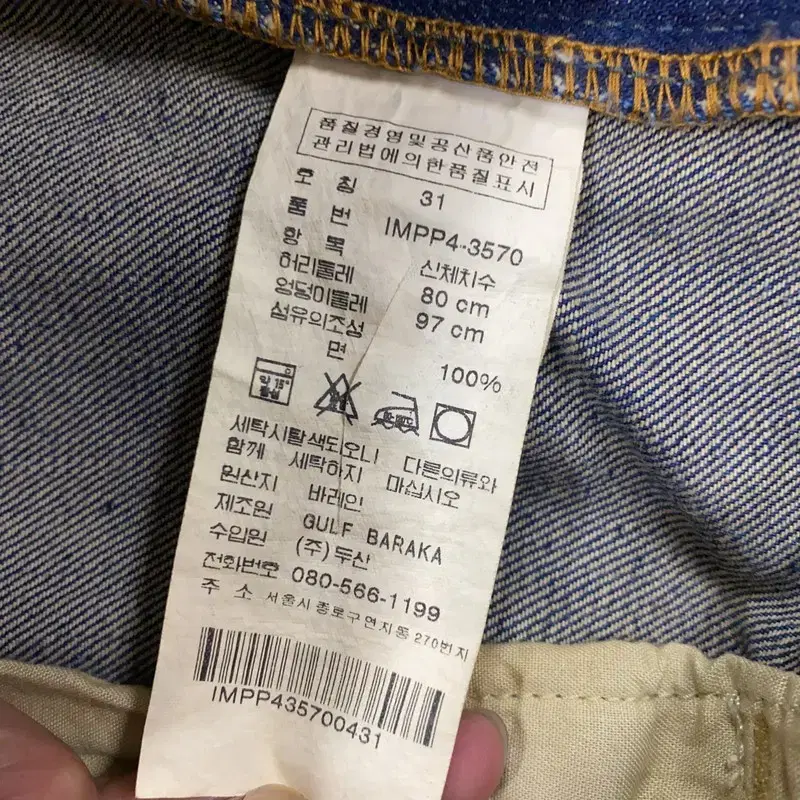 품질경영및공산품안전
관리법에의한품질표시
호 칭 31
품 번 IMPP4-3570
항 목 신체치수
허리둘레 80 cm
엉덩이둘레 97 cm
섬유의조성
면 100%
세탁시탈색되오니 다른의류와
함께 세탁하지 마십시오
원산지 바레인
제조원 GULF BARAKA
수입원 (주)두산
전화번호 080-566-1199
주 소 서울시종로구연지동270번지
IMPP435700431